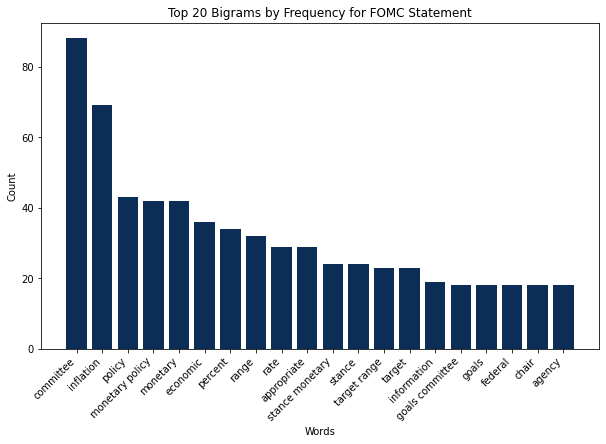 Top 20 Bigrams by Frequency for FOMC Statement
Count
80
60
40
20
0
committee
inflation
policy
monetary policy
monetary
economic
percent
range
rate
appropriate
stance monetary
stance
target range
target
information
goals committee
goals
federal
chair
agency
Words